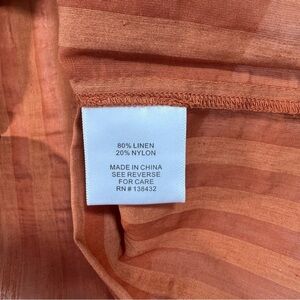 80% LINEN
20% NYLON
MADE IN CHINA
SEE REVERSE
FOR CARE
RN # 138432